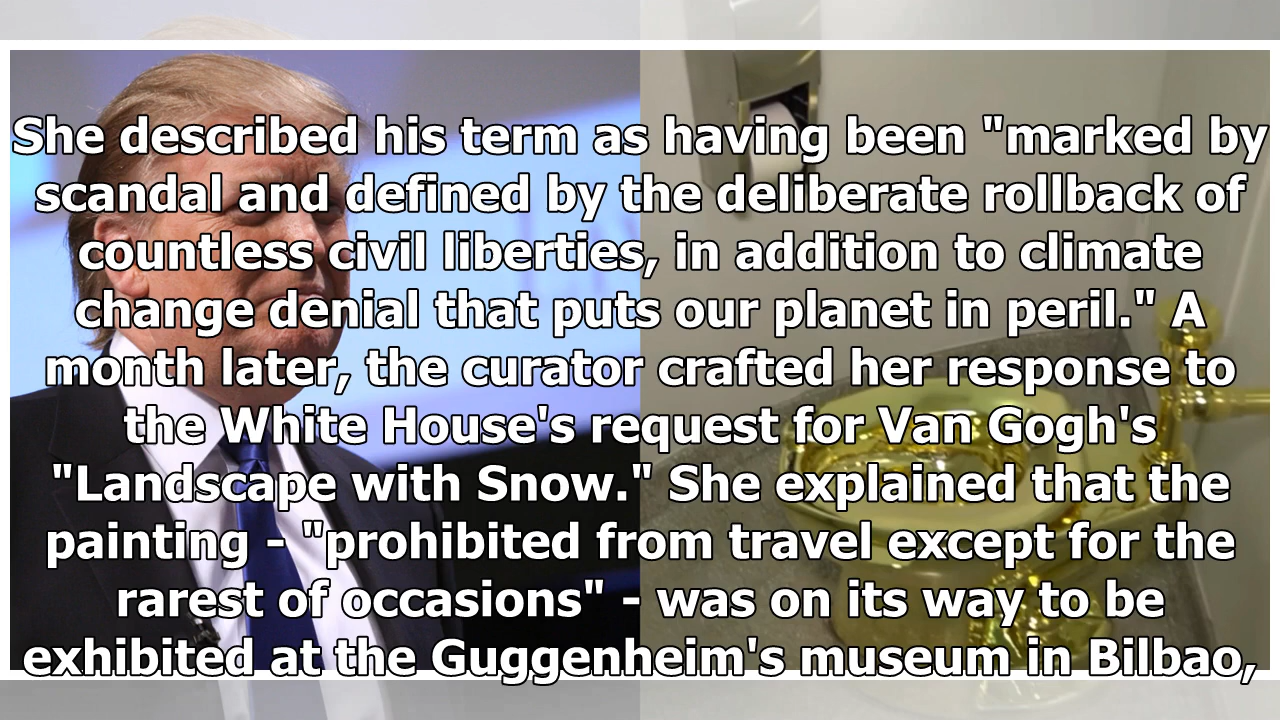 She described his term as having been "marked by
scandal and defined by the deliberate rollback of
countless civil liberties, in addition to climate
change denial that puts our planet in peril." A
month later, the curator crafted her response to
the White House's request for Van Gogh's
"Landscape with Snow." She explained that the
painting - "prohibited from travel except for the
rarest of occasions" - was on its way to be
exhibited at the Guggenheim's museum in Bilbao,